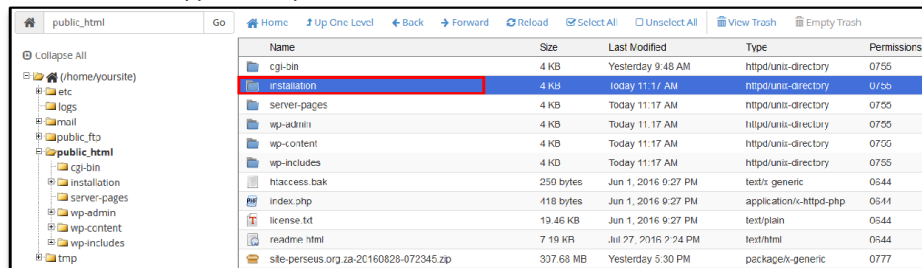 public_html Go Home Up One Level Back Forward Reload Select All Unselect All View Trash Empty Trash
Collapse All
(/home/yoursite)
etc
logs
mail
public_ftp
public_html
cgi-bin
installation
server-pages
wp-admin
wp-content
wp-includes
tmp
Name Size Last Modified Type Permissions
cgi-bin 4 KB Yesterday 9:48 AM httpd/unix-directory 0755
installation 4 KB Today 11:17 AM httpd/unix-directory 0755
server-pages 4 KB Today 11:17 AM httpd/unix-directory 0755
wp-admin 4 KB Today 11:17 AM httpd/unix-directory 0755
wp-content 4 KB Today 11:17 AM httpd/unix-directory 0755
wp-includes 4 KB Today 11:17 AM httpd/unix-directory 0755
htaccess.bak 259 bytes Jun 1, 2016 9:27 PM text/x-generic 0644
index.php 418 bytes Jun 1, 2016 9:27 PM application/x-httpd-php 0644
license.txt 19.46 KB Jun 1, 2016 9:27 PM text/plain 0644
readme.html 7.19 KB Jul 27, 2016 2:24 PM text/html 0644
site-perseus.org.za-20160828-072345.zip 307.68 MB Yesterday 5:30 PM package/x-generic 0777